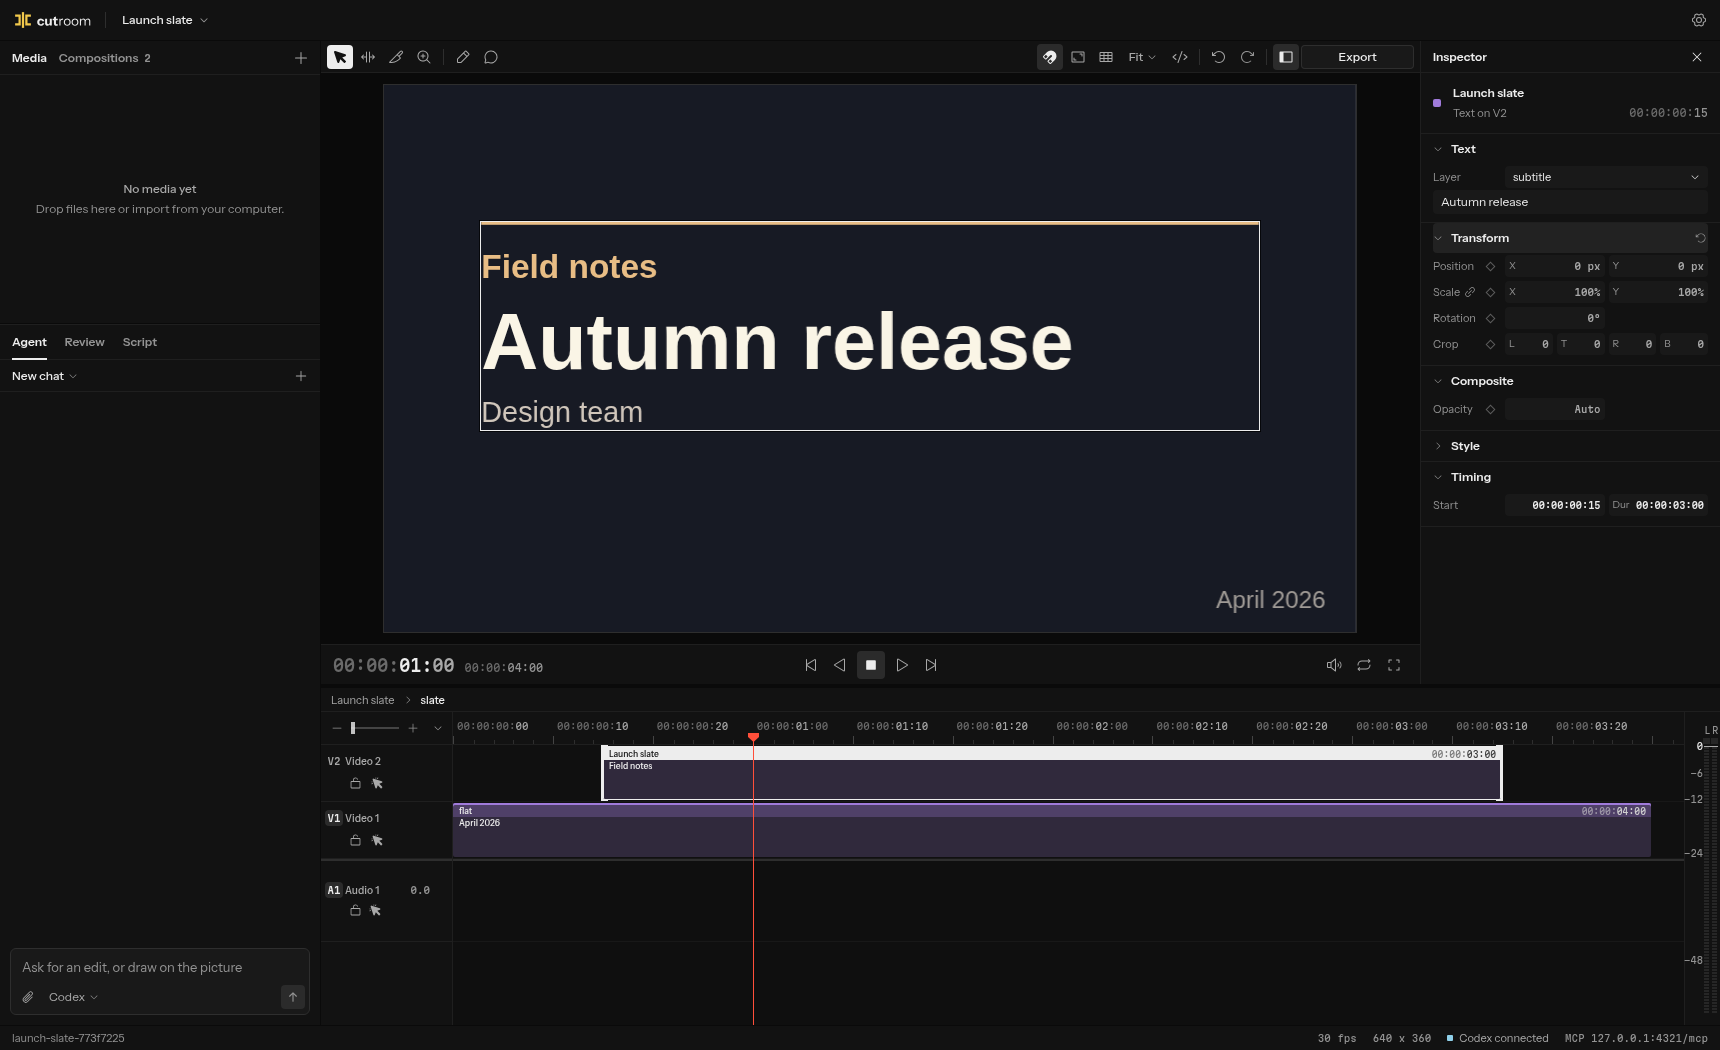 cutroom
Launch slate
Media
Compositions 2
Fit
Export
Inspector
No media yet
Drop files here or import from your computer.
Field notes
Autumn release
Design team
April 2026
Launch slate
Text on V2
00:00:00:15
Text
Layer
subtitle
Autumn release
Transform
Position X 0 px Y 0 px
Scale X 100% Y 100%
Rotation 0°
Crop L 0 T 0 R 0 B 0
Composite
Opacity Auto
Style
Timing
Start 00:00:00:15 Dur 00:00:03:00
Agent Review Script
New chat
Ask for an edit, or draw on the picture
Codex
00:00:01:00 00:00:04:00
Launch slate > slate
00:00:00:00 00:00:00:10 00:00:00:20 00:00:01:00 00:00:01:10 00:00:01:20 00:00:02:00 00:00:02:10 00:00:02:20 00:00:03:00 00:00:03:10 00:00:03:20
V2 Video 2
Launch slate 00:00:03:00
Field notes
V1 Video 1
flat 00:00:04:00
April 2026
A1 Audio 1 0.0
L R
0
-6
-12
-24
-48
launch-slate-773f7225
30 fps 640 x 360 Codex connected MCP 127.0.0.1:4321/mcp